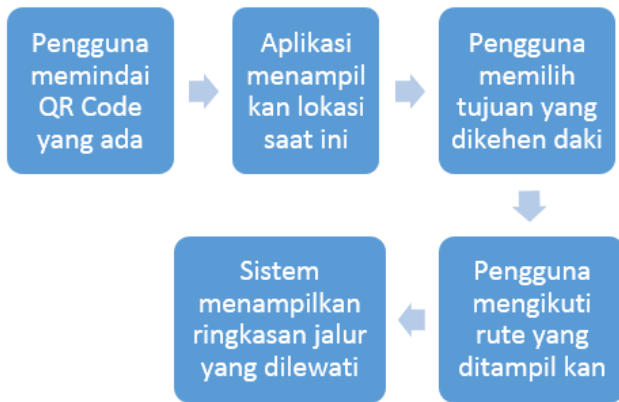 Pengguna
memindai
QR Code
yang ada
Aplikasi
menampil
kan lokasi
saat ini
Pengguna
memilih
tujuan yang
dikehen daki
Pengguna
mengikuti
rute yang
ditampil kan
Sistem
menampilkan
ringkasan jalur
yang dilewati